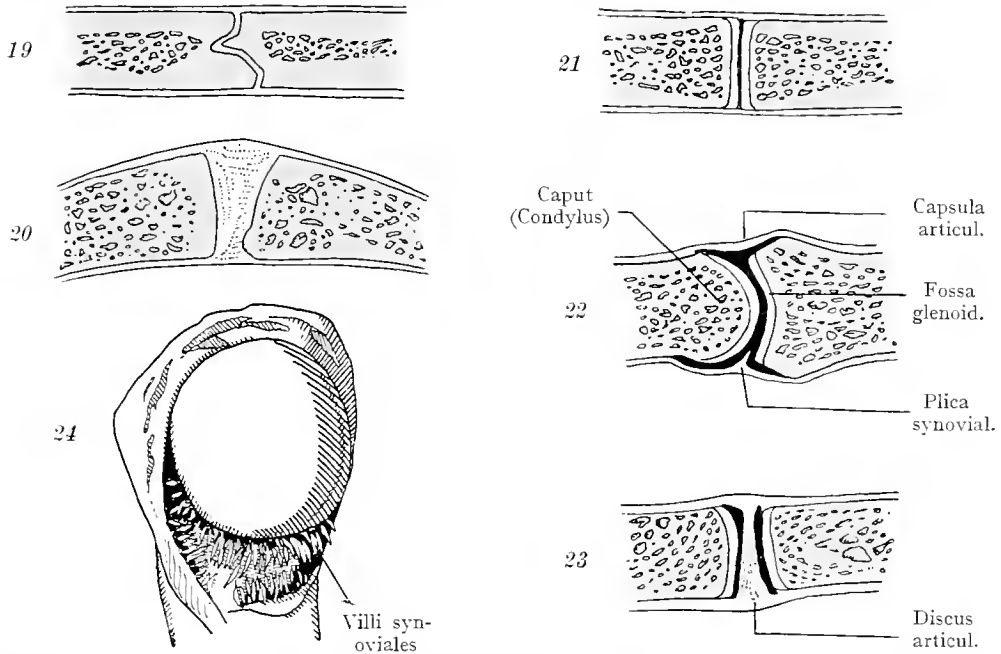 19
20
24
Villi syn-
oviales
21
Caput
(Condylus)
22
Capsula
articul.
Fossa
glenoid.
Plica
synovial.
23
Discus
articul.